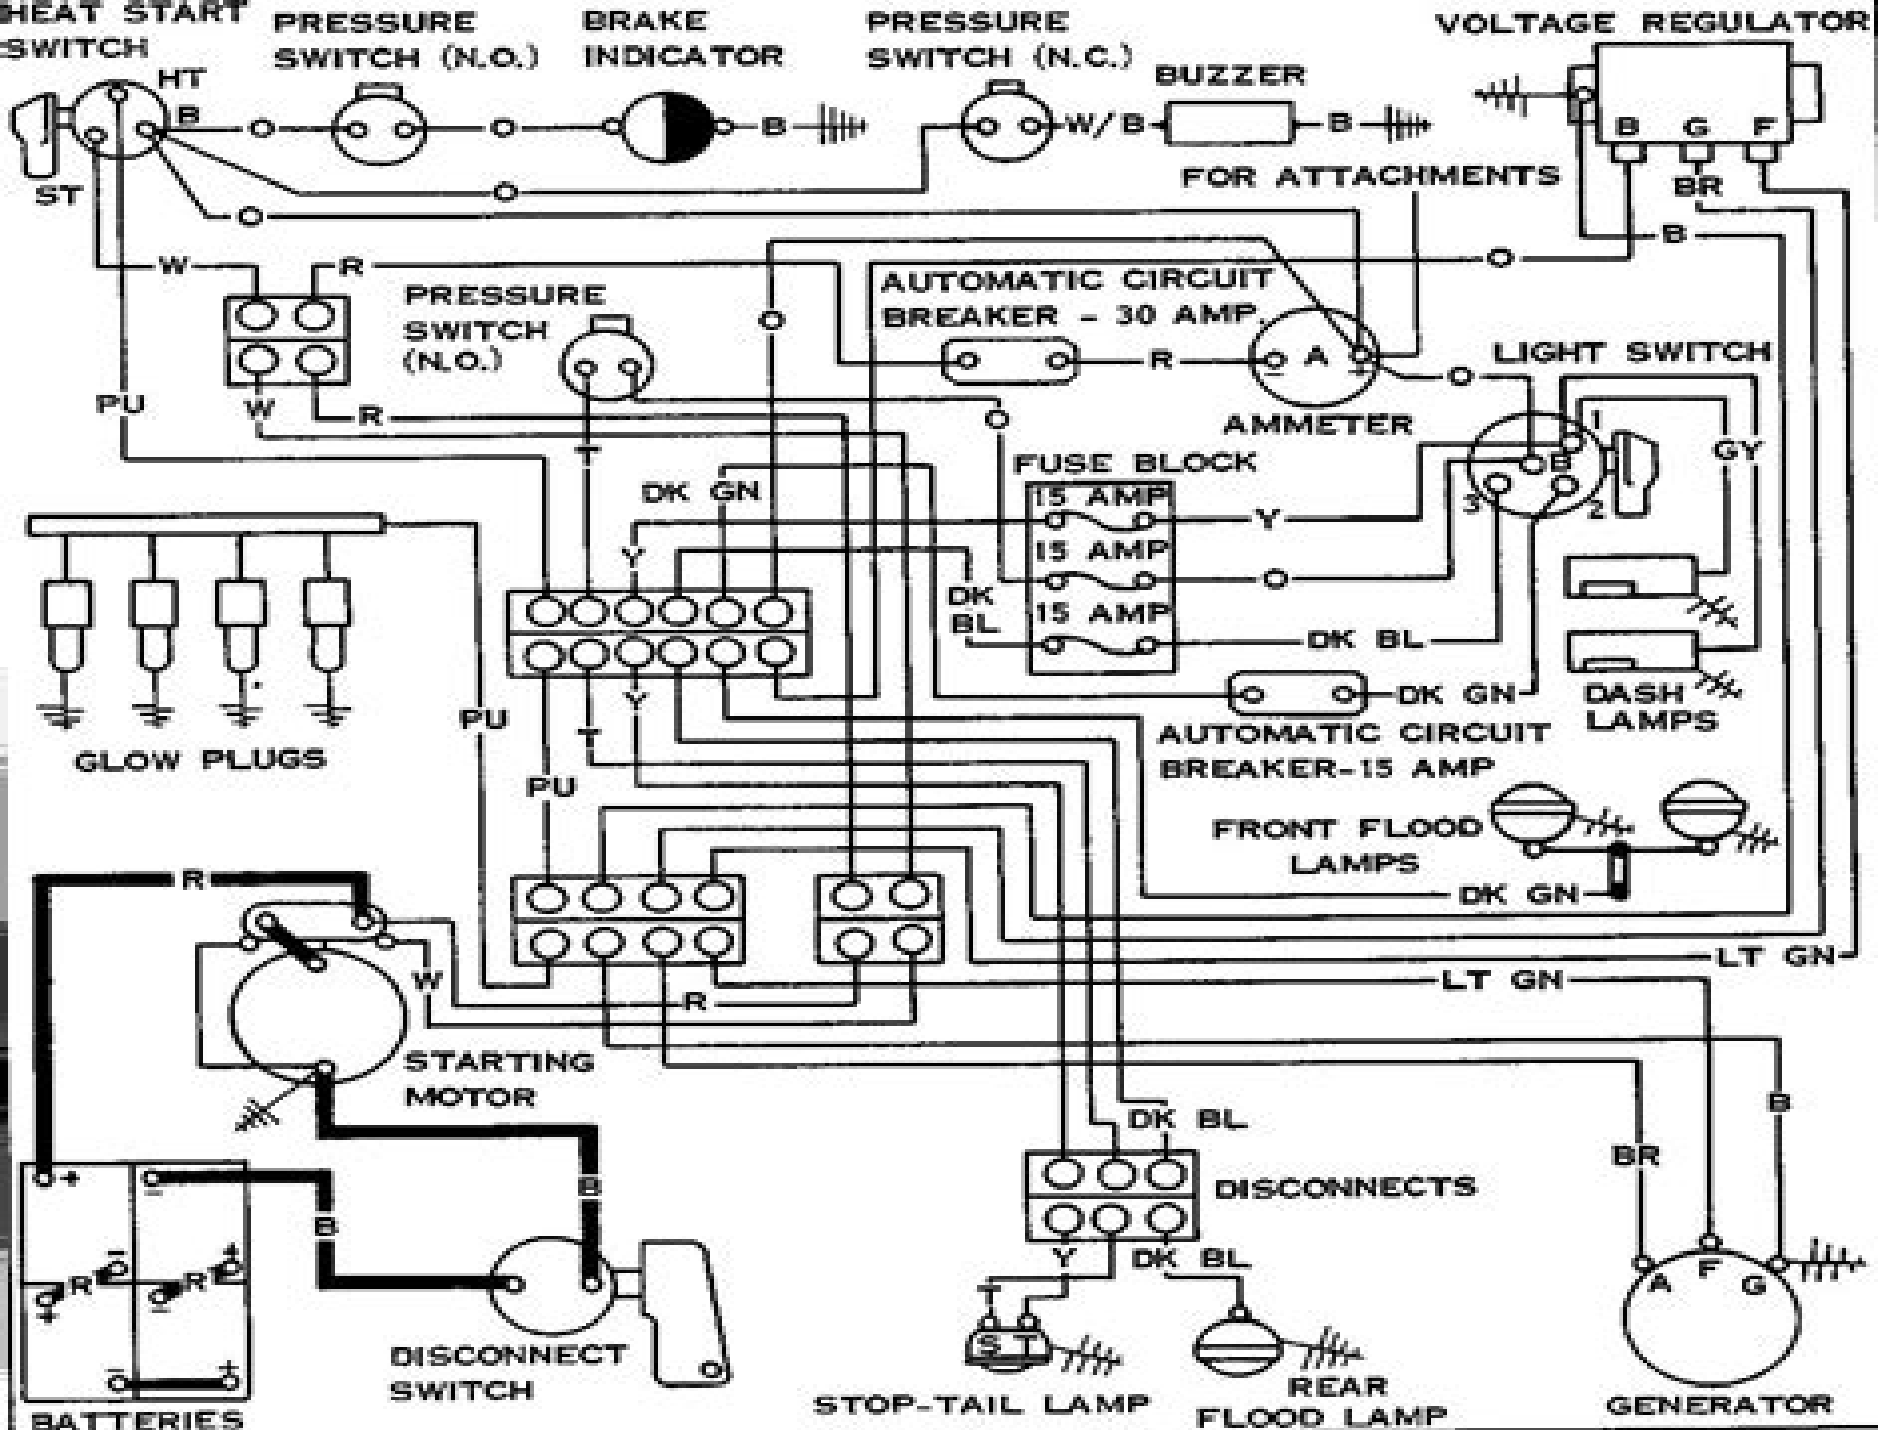 HEAT START
SWITCH
PRESSURE
SWITCH (N.O.)
BRAKE
INDICATOR
PRESSURE
SWITCH (N.C.)
BUZZER
VOLTAGE REGULATOR
HT
B
ST
B
W/B
B
B G F
BR
FOR ATTACHMENTS
B
W
R
PRESSURE
SWITCH
(N.O.)
AUTOMATIC CIRCUIT
BREAKER - 30 AMP.
R
- A +
AMMETER
LIGHT SWITCH
PU
W
R
T
1
B
3
2
GY
FUSE BLOCK
15 AMP
15 AMP
15 AMP
DK GN
Y
Y
DK
BL
DK BL
DK GN
DASH
LAMPS
AUTOMATIC CIRCUIT
BREAKER-15 AMP
GLOW PLUGS
PU
Y
T
PU
FRONT FLOOD
LAMPS
DK GN
R
LT GN
LT GN
W
R
STARTING
MOTOR
B
BR
DK BL
DISCONNECTS
B
+ -
B
- +
R R
+ -
- +
BATTERIES
DISCONNECT
SWITCH
Y
DK BL
T
S T
STOP-TAIL LAMP
REAR
FLOOD LAMP
A F G
GENERATOR